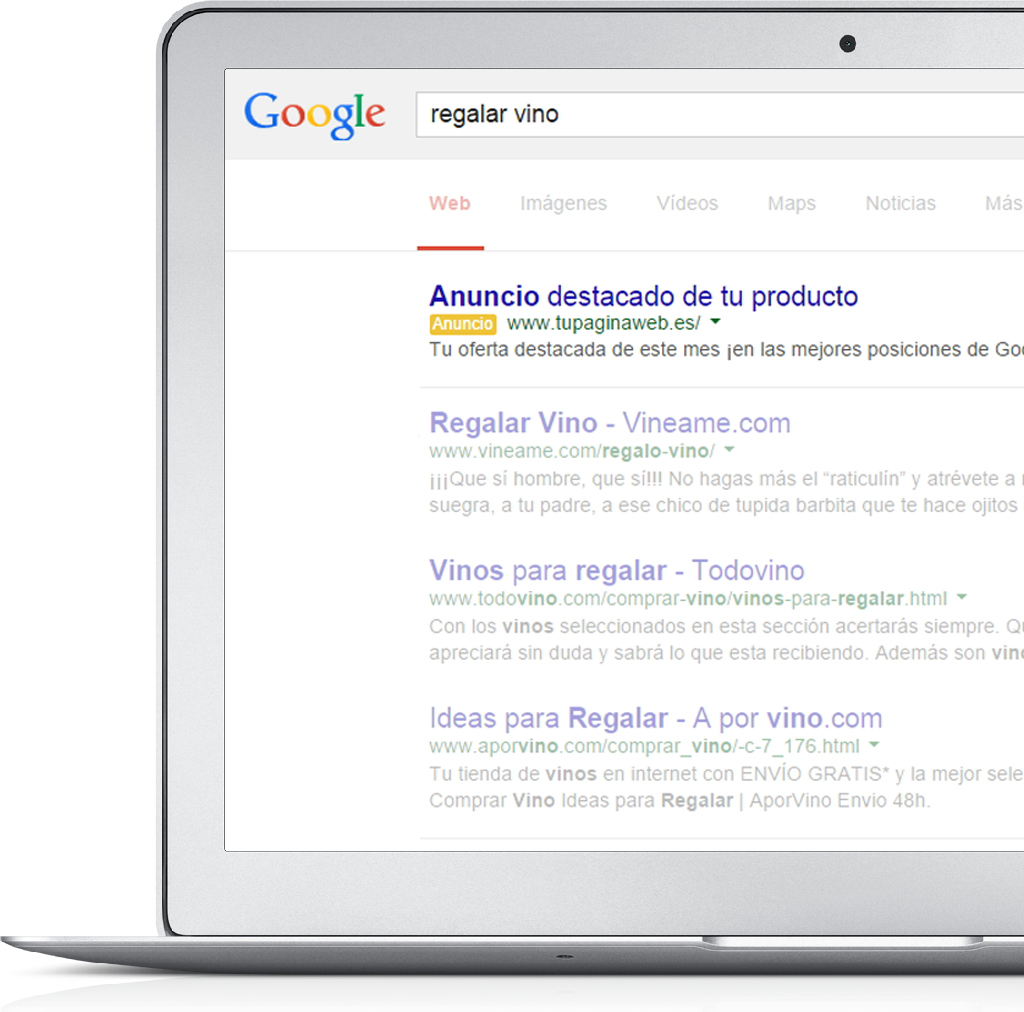 Google
regalar vino
Web Imágenes Vídeos Maps Noticias Más
Anuncio destacado de tu producto
Anuncio www.tupaginaweb.es/
Tu oferta destacada de este mes ¡en las mejores posiciones de
Regalar Vino - Vineame.com
www.vineame.com/regalo-vino/
¡¡¡Que sí hombre, que sí!!! No hagas más el “raticulín” y atrévete a
suegra, a tu padre, a ese chico de tupida barbita que te hace ojitos
Vinos para regalar - Todovino
www.todovino.com/comprar-vino/vinos-para-regalar.html
Con los vinos seleccionados en esta sección acertarás siempre.
apreciará sin duda y sabrá lo que esta recibiendo. Además son
Ideas para Regalar - A por vino.com
www.aporvino.com/comprar_vino/-c-7_176.html
Tu tienda de vinos en internet con ENVÍO GRATIS* y la mejor
Comprar Vino Ideas para Regalar | AporVino Envio 48h.